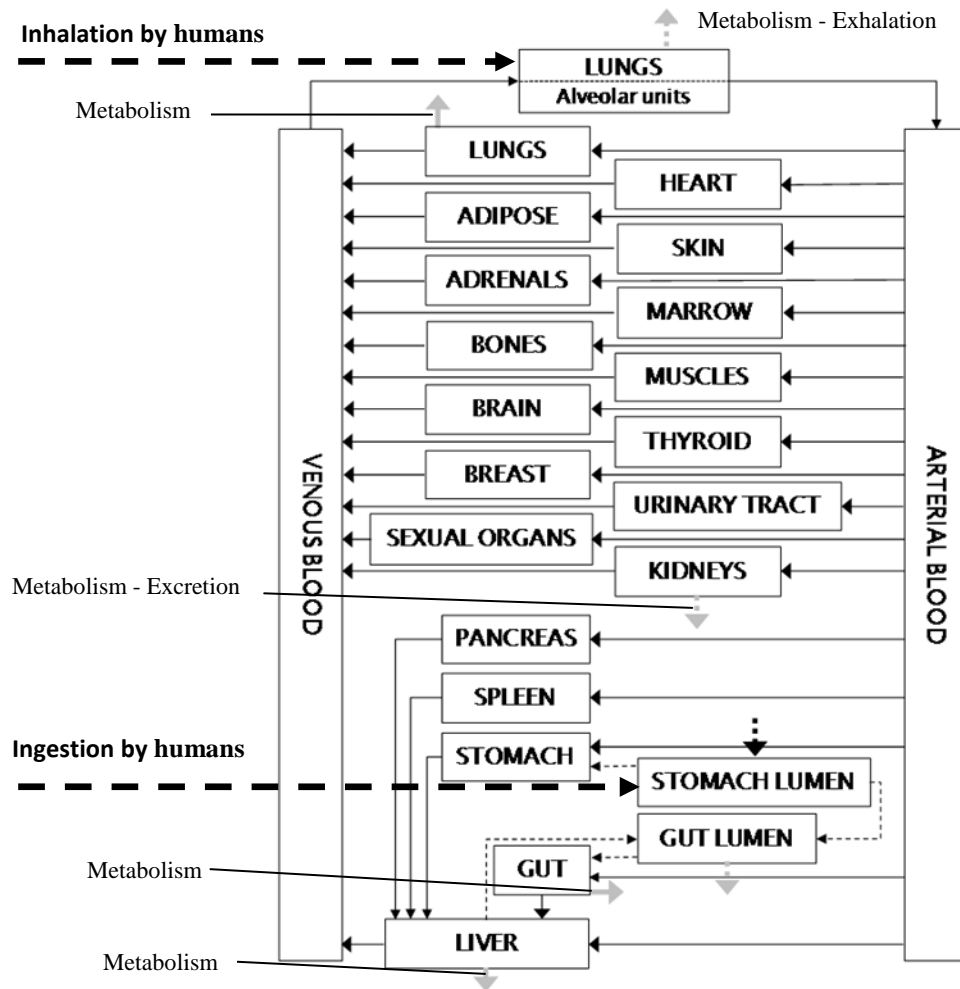 Metabolism - Exhalation
Inhalation by humans
LUNGS
Alveolar units
Metabolism
LUNGS
HEART
ADIPOSE
SKIN
ADRENALS
MARROW
BONES
MUSCLES
BRAIN
THYROID
BREAST
URINARY TRACT
SEXUAL ORGANS
KIDNEYS
VENOUS BLOOD
ARTERIAL BLOOD
Metabolism - Excretion
PANCREAS
SPLEEN
Ingestion by humans
STOMACH
STOMACH LUMEN
GUT LUMEN
GUT
Metabolism
LIVER
Metabolism